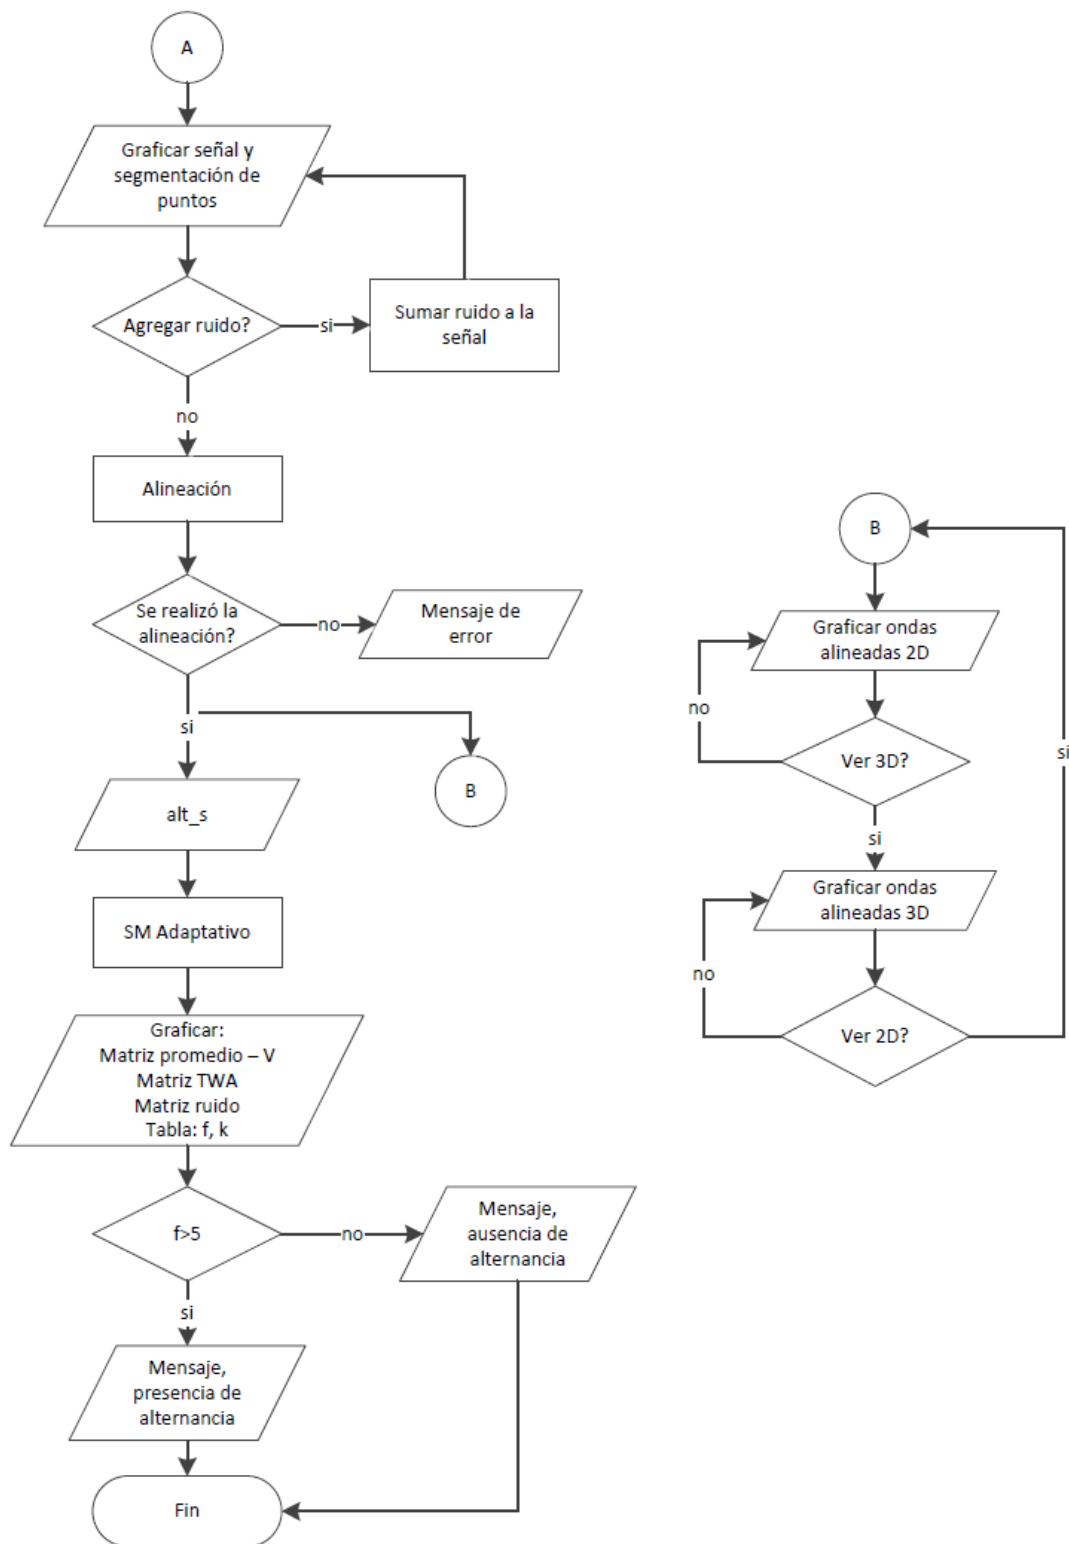 A
Graficar señal y
segmentación de
puntos
Agregar ruido?
si
Sumar ruido a la
señal
no
Alineación
Se realizó la
alineación?
no
Mensaje de
error
si
B
alt_s
SM Adaptativo
Graficar:
Matriz promedio – V
Matriz TWA
Matriz ruido
Tabla: f, k
f>5
no
Mensaje,
ausencia de
alternancia
si
Mensaje,
presencia de
alternancia
Fin
B
Graficar ondas
alineadas 2D
no
Ver 3D?
si
si
Graficar ondas
alineadas 3D
no
Ver 2D?